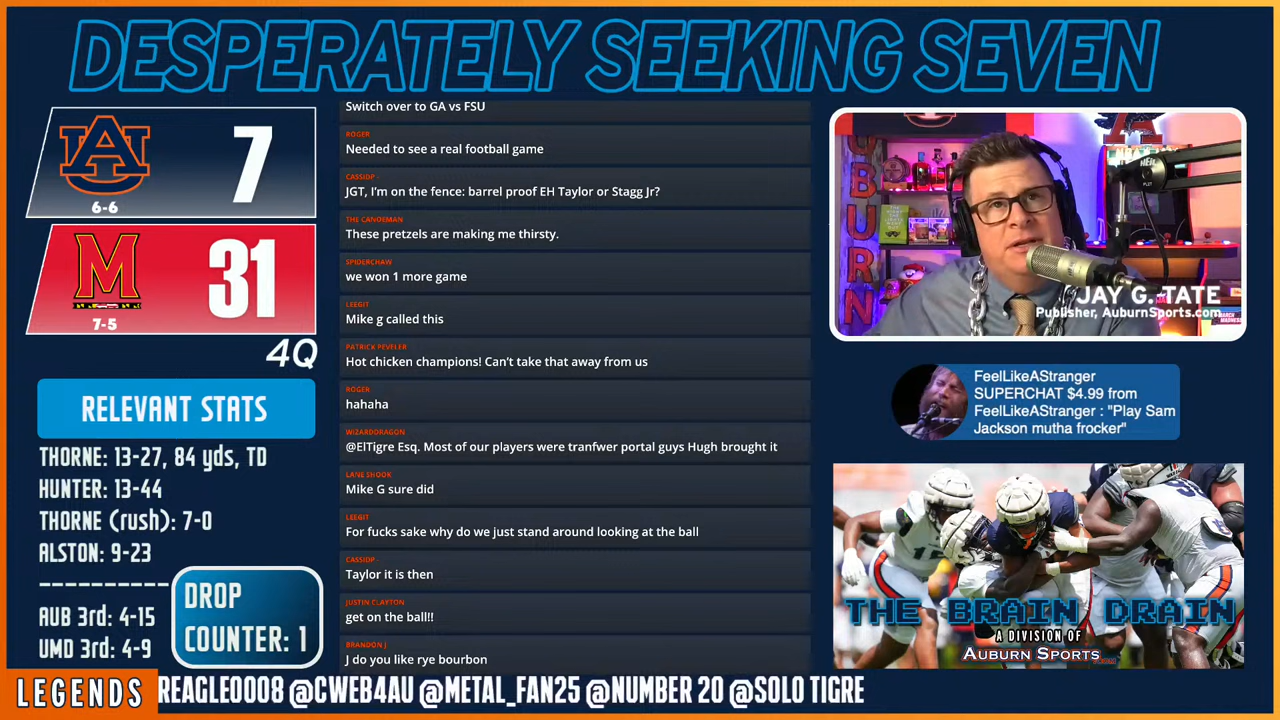 DESPERATELY SEEKING SEVEN
AU
7
6-6
M
31
7-5
4Q
RELEVANT STATS
THORNE: 13-27, 84 yds, TD
HUNTER: 13-44
THORNE (rush): 7-0
ALSTON: 9-23
----------
AUB 3rd: 4-15
UMD 3rd: 4-9
DROP
COUNTER: 1
Switch over to GA vs FSU
ROGER
Needed to see a real football game
CASSIDP -
JGT, I'm on the fence: barrel proof EH Taylor or Stagg Jr?
THE CANOEMAN
These pretzels are making me thirsty.
SPIDERCHAW
we won 1 more game
LEEGIT
Mike g called this
PATRICK PEVELER
Hot chicken champions! Can't take that away from us
ROGER
hahaha
WIZARDDRAGON
@ElTigre Esq. Most of our players were tranfwer portal guys Hugh brought it
LANE SHOOK
Mike G sure did
LEEGIT
For fucks sake why do we just stand around looking at the ball
CASSIDP -
Taylor it is then
JUSTIN CLAYTON
get on the ball!!
BRANDON J
J do you like rye bourbon
BURN
HEIL
JAY G. TATE
Publisher, AuburnSports.com
FeelLikeAStranger
SUPERCHAT $4.99 from
FeelLikeAStranger : "Play Sam
Jackson mutha frocker"
THE BRAIN DRAIN
A DIVISION OF
AUBURN SPORTS
LEGENDS
REAGLE0008 @CWEB4AU @METAL_FAN25 @NUMBER 20 @SOLO TIGRE